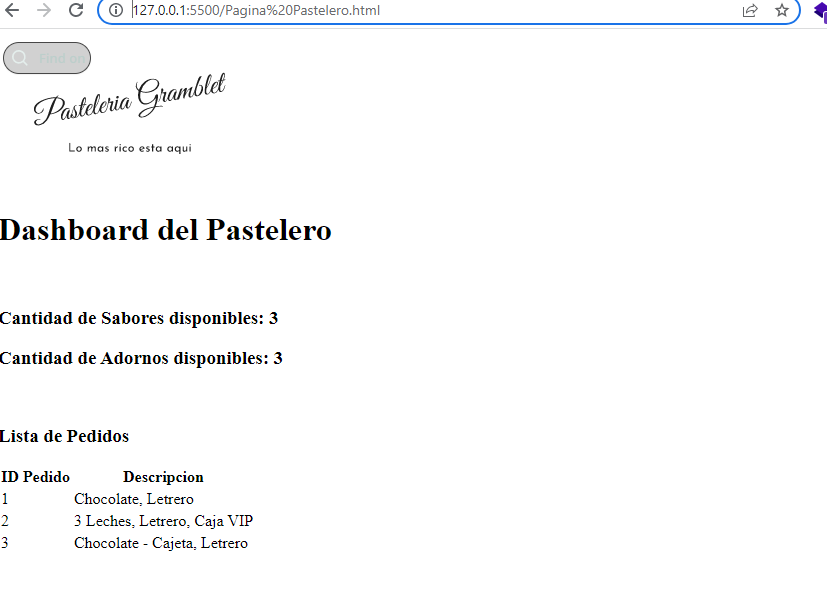 127.0.0.1:5500/Pagina%20Pastelero.html
Find on
Pasteleria Gramblet
Lo mas rico esta aqui
Dashboard del Pastelero
Cantidad de Sabores disponibles: 3
Cantidad de Adornos disponibles: 3
Lista de Pedidos
ID Pedido Descripcion
1 Chocolate, Letrero
2 3 Leches, Letrero, Caja VIP
3 Chocolate - Cajeta, Letrero